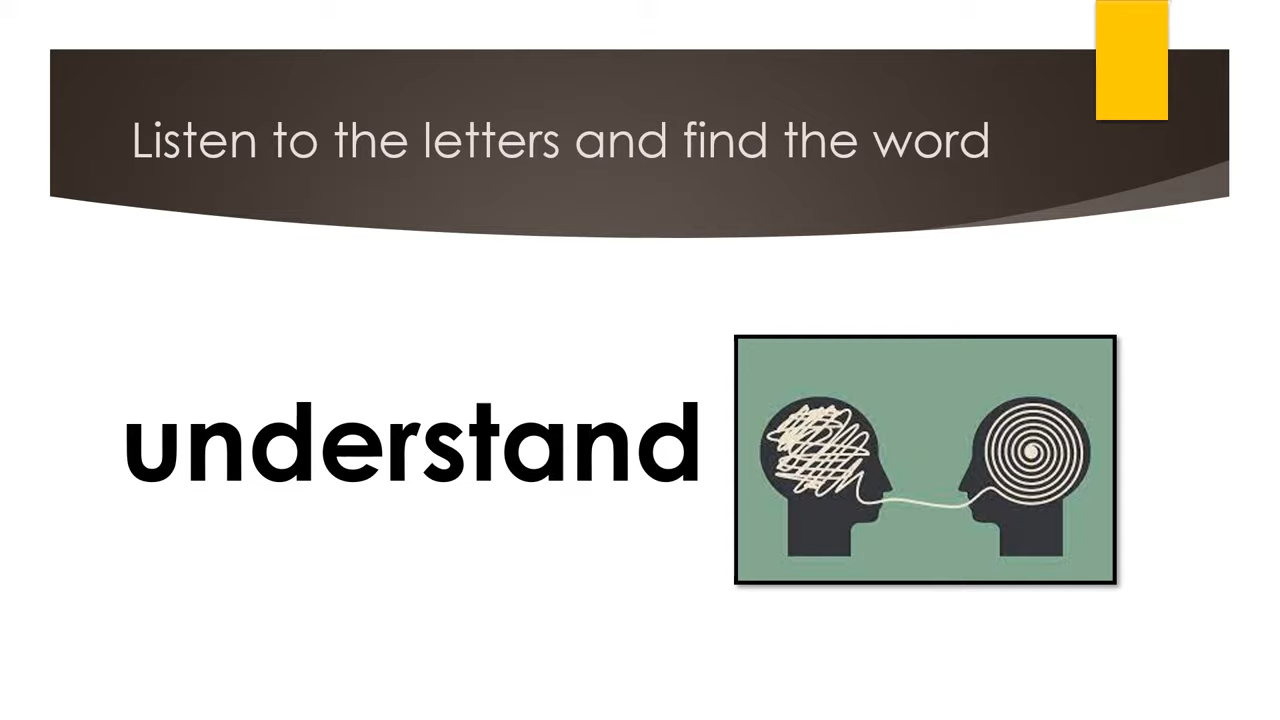 Listen to the letters and find the word
understand